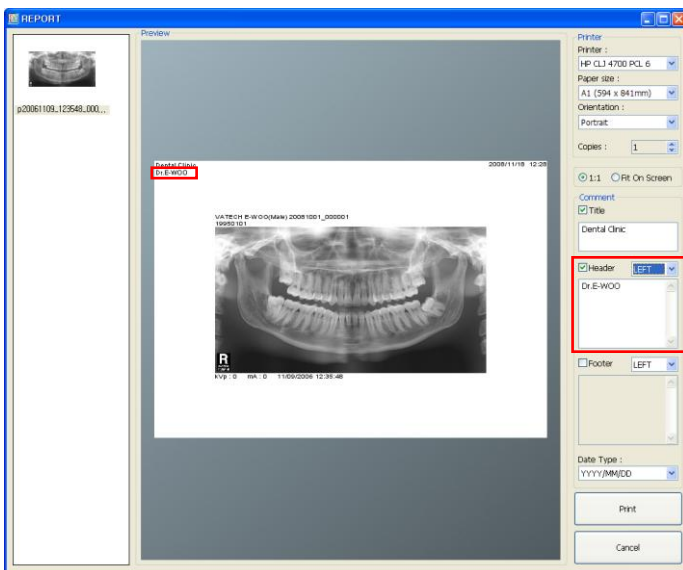 REPORT
Preview
p20061109_123548_000...
Dental Clinic
Dr.E-WOO
2008/11/18 12:28
VATECH E-WOO(Male) 20081001_000001
19950101
R
kVp : 0 mA : 0 11/09/2006 12:35:48
Printer
Printer :
HP CLJ 4700 PCL 6
Paper size :
A1 (594 x 841mm)
Orientation :
Portrait
Copies : 1
1:1 Fit On Screen
Comment
Title
Dental Clinic
Header LEFT
Dr.E-WOO
Footer LEFT
Date Type :
YYYY/MM/DD
Print
Cancel